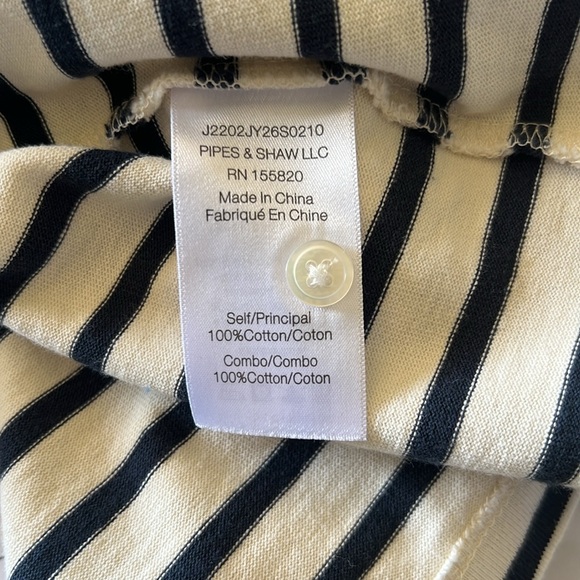 J2202JY26S0210
PIPES & SHAW LLC
RN 155820
Made In China
Fabriqué En Chine
Self/Principal
100%Cotton/Coton
Combo/Combo
100%Cotton/Coton